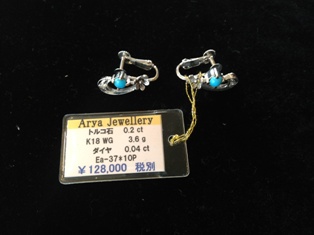 Arya Jewellery
トルコ石 0.2 ct
K18 WG 3.6 g
ダイヤ 0.04 ct
Ea-37*10P
￥128,000 税別